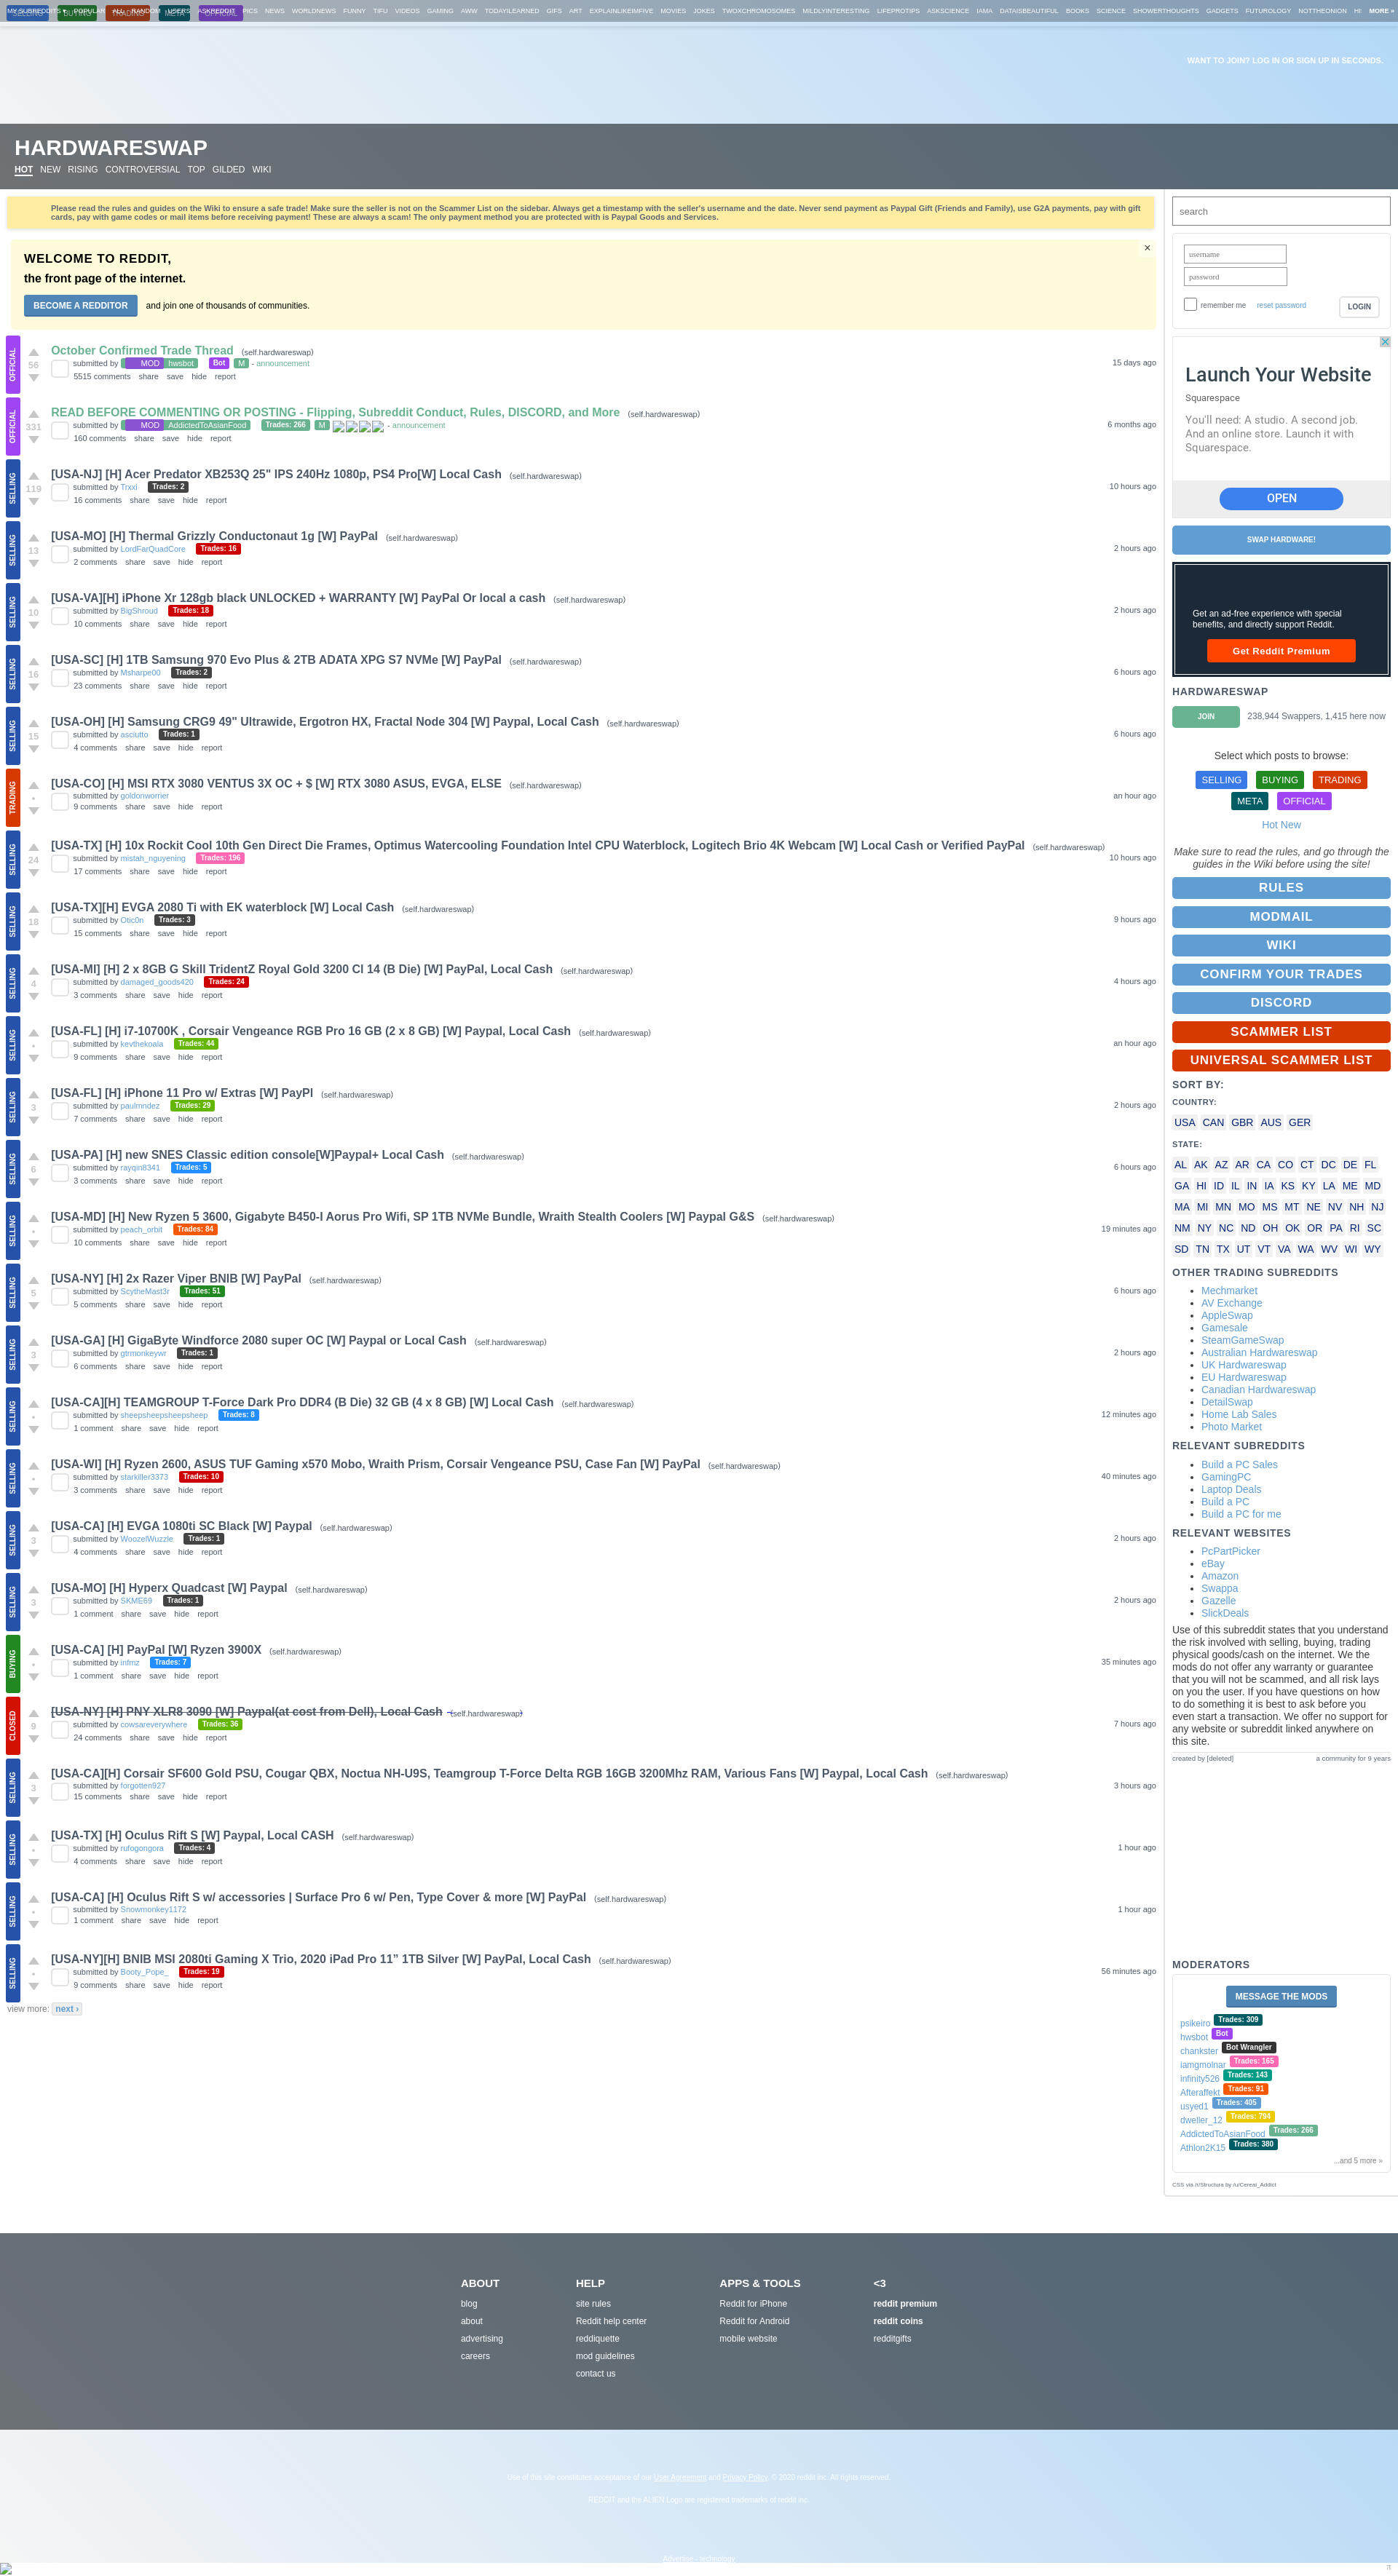 MY SUBREDDITS ▼ POPULAR - ALL - RANDOM - USERS ASKREDDIT PICS NEWS WORLDNEWS FUNNY TIFU VIDEOS GAMING AWW TODAYILEARNED GIFS ART EXPLAINLIKEIMFIVE MOVIES JOKES TWOXCHROMOSOMES MILDLYINTERESTING LIFEPROTIPS ASKSCIENCE IAMA DATAISBEAUTIFUL BOOKS SCIENCE SHOWERTHOUGHTS GADGETS FUTUROLOGY NOTTHEONION HI MORE »
SELLING BUYING TRADING META OFFICIAL
WANT TO JOIN? LOG IN OR SIGN UP IN SECONDS.
HARDWARESWAP
HOT NEW RISING CONTROVERSIAL TOP GILDED WIKI
Please read the rules and guides on the Wiki to ensure a safe trade! Make sure the seller is not on the Scammer List on the sidebar. Always get a timestamp with the seller's username and the date. Never send payment as Paypal Gift (Friends and Family), use G2A payments, pay with gift
cards, pay with game codes or mail items before receiving payment! These are always a scam! The only payment method you are protected with is Paypal Goods and Services.
WELCOME TO REDDIT,
×
the front page of the internet.
BECOME A REDDITOR and join one of thousands of communities.
OFFICIAL
56
October Confirmed Trade Thread (self.hardwareswap)
submitted by MOD hwsbot Bot M - announcement
15 days ago
5515 comments share save hide report
OFFICIAL
331
READ BEFORE COMMENTING OR POSTING - Flipping, Subreddit Conduct, Rules, DISCORD, and More (self.hardwareswap)
submitted by MOD AddictedToAsianFood Trades: 266 M - announcement
6 months ago
160 comments share save hide report
SELLING
119
[USA-NJ] [H] Acer Predator XB253Q 25" IPS 240Hz 1080p, PS4 Pro[W] Local Cash (self.hardwareswap)
submitted by Trxxi Trades: 2
10 hours ago
16 comments share save hide report
SELLING
13
[USA-MO] [H] Thermal Grizzly Conductonaut 1g [W] PayPal (self.hardwareswap)
submitted by LordFarQuadCore Trades: 16
2 hours ago
2 comments share save hide report
SELLING
10
[USA-VA][H] iPhone Xr 128gb black UNLOCKED + WARRANTY [W] PayPal Or local a cash (self.hardwareswap)
submitted by BigShroud Trades: 18
2 hours ago
10 comments share save hide report
SELLING
16
[USA-SC] [H] 1TB Samsung 970 Evo Plus & 2TB ADATA XPG S7 NVMe [W] PayPal (self.hardwareswap)
submitted by Msharpe00 Trades: 2
6 hours ago
23 comments share save hide report
SELLING
15
[USA-OH] [H] Samsung CRG9 49" Ultrawide, Ergotron HX, Fractal Node 304 [W] Paypal, Local Cash (self.hardwareswap)
submitted by asciutto Trades: 1
6 hours ago
4 comments share save hide report
TRADING
•
[USA-CO] [H] MSI RTX 3080 VENTUS 3X OC + $ [W] RTX 3080 ASUS, EVGA, ELSE (self.hardwareswap)
submitted by goldonworrier
an hour ago
9 comments share save hide report
SELLING
24
[USA-TX] [H] 10x Rockit Cool 10th Gen Direct Die Frames, Optimus Watercooling Foundation Intel CPU Waterblock, Logitech Brio 4K Webcam [W] Local Cash or Verified PayPal (self.hardwareswap)
submitted by mistah_nguyening Trades: 196
10 hours ago
17 comments share save hide report
SELLING
18
[USA-TX][H] EVGA 2080 Ti with EK waterblock [W] Local Cash (self.hardwareswap)
submitted by Otic0n Trades: 3
9 hours ago
15 comments share save hide report
SELLING
4
[USA-MI] [H] 2 x 8GB G Skill TridentZ Royal Gold 3200 Cl 14 (B Die) [W] PayPal, Local Cash (self.hardwareswap)
submitted by damaged_goods420 Trades: 24
4 hours ago
3 comments share save hide report
SELLING
•
[USA-FL] [H] i7-10700K , Corsair Vengeance RGB Pro 16 GB (2 x 8 GB) [W] Paypal, Local Cash (self.hardwareswap)
submitted by kevthekoala Trades: 44
an hour ago
9 comments share save hide report
SELLING
3
[USA-FL] [H] iPhone 11 Pro w/ Extras [W] PayPl (self.hardwareswap)
submitted by paulmndez Trades: 29
2 hours ago
7 comments share save hide report
SELLING
6
[USA-PA] [H] new SNES Classic edition console[W]Paypal+ Local Cash (self.hardwareswap)
submitted by rayqin8341 Trades: 5
6 hours ago
3 comments share save hide report
SELLING
•
[USA-MD] [H] New Ryzen 5 3600, Gigabyte B450-I Aorus Pro Wifi, SP 1TB NVMe Bundle, Wraith Stealth Coolers [W] Paypal G&S (self.hardwareswap)
submitted by peach_orbit Trades: 84
19 minutes ago
10 comments share save hide report
SELLING
5
[USA-NY] [H] 2x Razer Viper BNIB [W] PayPal (self.hardwareswap)
submitted by ScytheMast3r Trades: 51
6 hours ago
5 comments share save hide report
SELLING
3
[USA-GA] [H] GigaByte Windforce 2080 super OC [W] Paypal or Local Cash (self.hardwareswap)
submitted by gtrmonkeywr Trades: 1
2 hours ago
6 comments share save hide report
SELLING
•
[USA-CA][H] TEAMGROUP T-Force Dark Pro DDR4 (B Die) 32 GB (4 x 8 GB) [W] Local Cash (self.hardwareswap)
submitted by sheepsheepsheepsheep Trades: 8
12 minutes ago
1 comment share save hide report
SELLING
•
[USA-WI] [H] Ryzen 2600, ASUS TUF Gaming x570 Mobo, Wraith Prism, Corsair Vengeance PSU, Case Fan [W] PayPal (self.hardwareswap)
submitted by starkiller3373 Trades: 10
40 minutes ago
3 comments share save hide report
SELLING
3
[USA-CA] [H] EVGA 1080ti SC Black [W] Paypal (self.hardwareswap)
submitted by WoozelWuzzle Trades: 1
2 hours ago
4 comments share save hide report
SELLING
3
[USA-MO] [H] Hyperx Quadcast [W] Paypal (self.hardwareswap)
submitted by SKME69 Trades: 1
2 hours ago
1 comment share save hide report
BUYING
•
[USA-CA] [H] PayPal [W] Ryzen 3900X (self.hardwareswap)
submitted by infmz Trades: 7
35 minutes ago
1 comment share save hide report
CLOSED
9
[USA-NY] [H] PNY XLR8 3090 [W] Paypal(at cost from Dell), Local Cash (self.hardwareswap)
submitted by cowsareverywhere Trades: 36
7 hours ago
24 comments share save hide report
SELLING
3
[USA-CA][H] Corsair SF600 Gold PSU, Cougar QBX, Noctua NH-U9S, Teamgroup T-Force Delta RGB 16GB 3200Mhz RAM, Various Fans [W] Paypal, Local Cash (self.hardwareswap)
submitted by forgotten927
3 hours ago
15 comments share save hide report
SELLING
•
[USA-TX] [H] Oculus Rift S [W] Paypal, Local CASH (self.hardwareswap)
submitted by rufogongora Trades: 4
1 hour ago
4 comments share save hide report
SELLING
•
[USA-CA] [H] Oculus Rift S w/ accessories | Surface Pro 6 w/ Pen, Type Cover & more [W] PayPal (self.hardwareswap)
submitted by Snowmonkey1172
1 hour ago
1 comment share save hide report
SELLING
•
[USA-NY][H] BNIB MSI 2080ti Gaming X Trio, 2020 iPad Pro 11” 1TB Silver [W] PayPal, Local Cash (self.hardwareswap)
submitted by Booty_Pope_ Trades: 19
56 minutes ago
9 comments share save hide report
view more: next ›
search
username
password
remember me reset password LOGIN
Launch Your Website
Squarespace
You'll need: A studio. A second job.
And an online store. Launch it with
Squarespace.
OPEN
SWAP HARDWARE!
Get an ad-free experience with special
benefits, and directly support Reddit.
Get Reddit Premium
HARDWARESWAP
JOIN 238,944 Swappers, 1,415 here now
Select which posts to browse:
SELLING BUYING TRADING
META OFFICIAL
Hot New
Make sure to read the rules, and go through the
guides in the Wiki before using the site!
RULES
MODMAIL
WIKI
CONFIRM YOUR TRADES
DISCORD
SCAMMER LIST
UNIVERSAL SCAMMER LIST
SORT BY:
COUNTRY:
USA CAN GBR AUS GER
STATE:
AL AK AZ AR CA CO CT DC DE FL
GA HI ID IL IN IA KS KY LA ME MD
MA MI MN MO MS MT NE NV NH NJ
NM NY NC ND OH OK OR PA RI SC
SD TN TX UT VT VA WA WV WI WY
OTHER TRADING SUBREDDITS
Mechmarket
AV Exchange
AppleSwap
Gamesale
SteamGameSwap
Australian Hardwareswap
UK Hardwareswap
EU Hardwareswap
Canadian Hardwareswap
DetailSwap
Home Lab Sales
Photo Market
RELEVANT SUBREDDITS
Build a PC Sales
GamingPC
Laptop Deals
Build a PC
Build a PC for me
RELEVANT WEBSITES
PcPartPicker
eBay
Amazon
Swappa
Gazelle
SlickDeals
Use of this subreddit states that you understand
the risk involved with selling, buying, trading
physical goods/cash on the internet. We the
mods do not offer any warranty or guarantee
that you will not be scammed, and all risk lays
on you the user. If you have questions on how
to do something it is best to ask before you
even start a transaction. We offer no support for
any website or subreddit linked anywhere on
this site.
created by [deleted] a community for 9 years
MODERATORS
MESSAGE THE MODS
psikeiro Trades: 309
hwsbot Bot
chankster Bot Wrangler
iamgmolnar Trades: 165
infinity526 Trades: 143
Afteraffekt Trades: 91
usyed1 Trades: 405
dweller_12 Trades: 794
AddictedToAsianFood Trades: 266
Athlon2K15 Trades: 380
...and 5 more »
CSS via /r/Structura by /u/Cereal_Addict
ABOUT
blog
about
advertising
careers
HELP
site rules
Reddit help center
reddiquette
mod guidelines
contact us
APPS & TOOLS
Reddit for iPhone
Reddit for Android
mobile website
<3
reddit premium
reddit coins
redditgifts
Use of this site constitutes acceptance of our User Agreement and Privacy Policy. © 2020 reddit inc. All rights reserved.
REDDIT and the ALIEN Logo are registered trademarks of reddit inc.
Advertise - technology
π